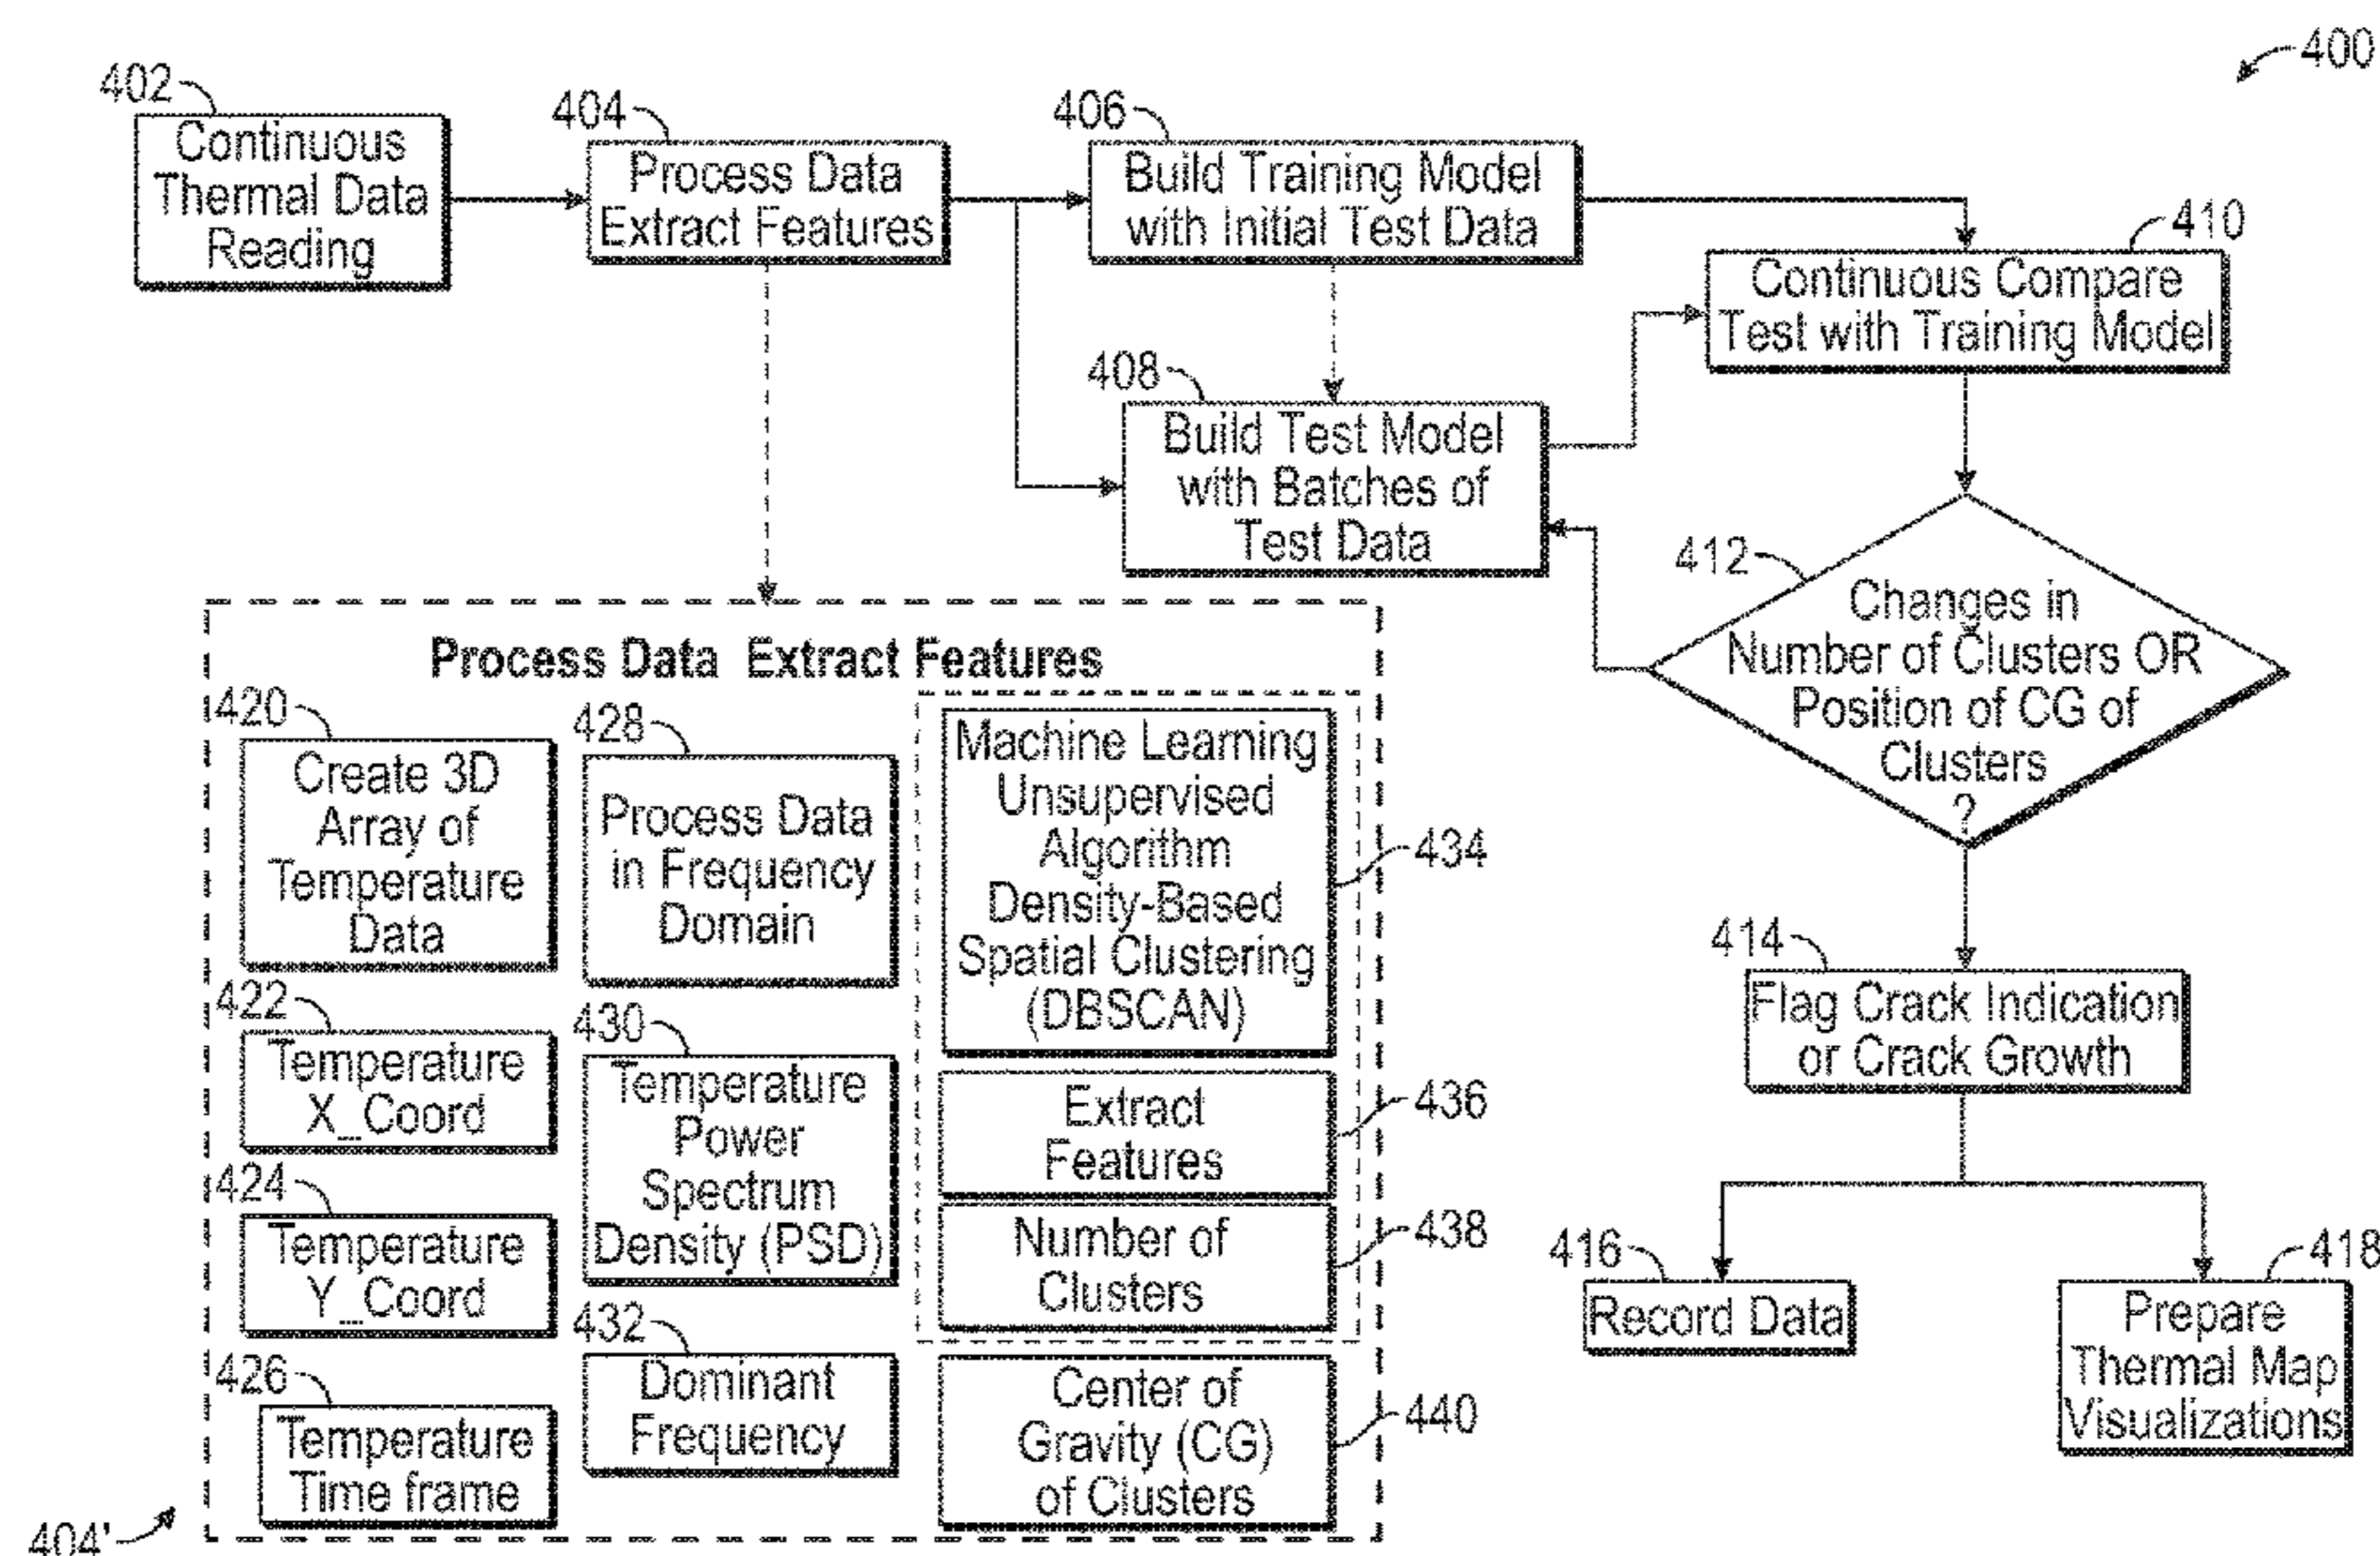 400
402
Continuous
Thermal Data
Reading
404
Process Data
Extract Features
406
Build Training Model
with Initial Test Data
408
Build Test Model
with Batches of
Test Data
410
Continuous Compare
Test with Training Model
412
Changes in
Number of Clusters OR
Position of CG of
Clusters
?
414
Flag Crack Indication
or Crack Growth
416
Record Data
418
Prepare
Thermal Map
Visualizations
Process Data Extract Features
420
Create 3D
Array of
Temperature
Data
422
Temperature
X_Coord
424
Temperature
Y_Coord
426
Temperature
Time frame
428
Process Data
in Frequency
Domain
430
Temperature
Power
Spectrum
Density (PSD)
432
Dominant
Frequency
Machine Learning
Unsupervised
Algorithm
Density-Based
Spatial Clustering
(DBSCAN)
434
Extract
Features
436
Number of
Clusters
438
Center of
Gravity (CG)
of Clusters
440
404'